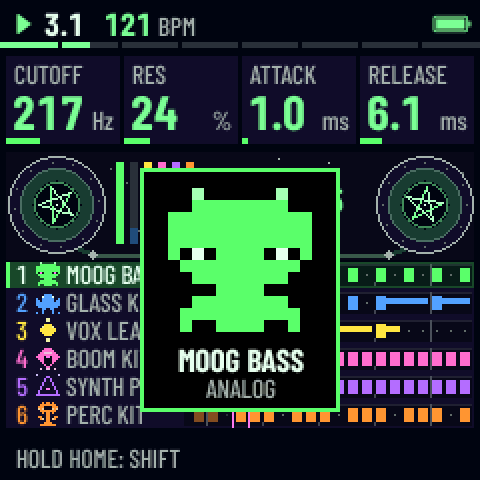 3.1 121 BPM
CUTOFF RES ATTACK RELEASE
217 Hz 24 % 1.0 ms 6.1 ms
1 MOOG BA
2 GLASS K
3 VOX LEA
4 BOOM KI
5 SYNTH P
6 PERC KIT
MOOG BASS
ANALOG
HOLD HOME: SHIFT